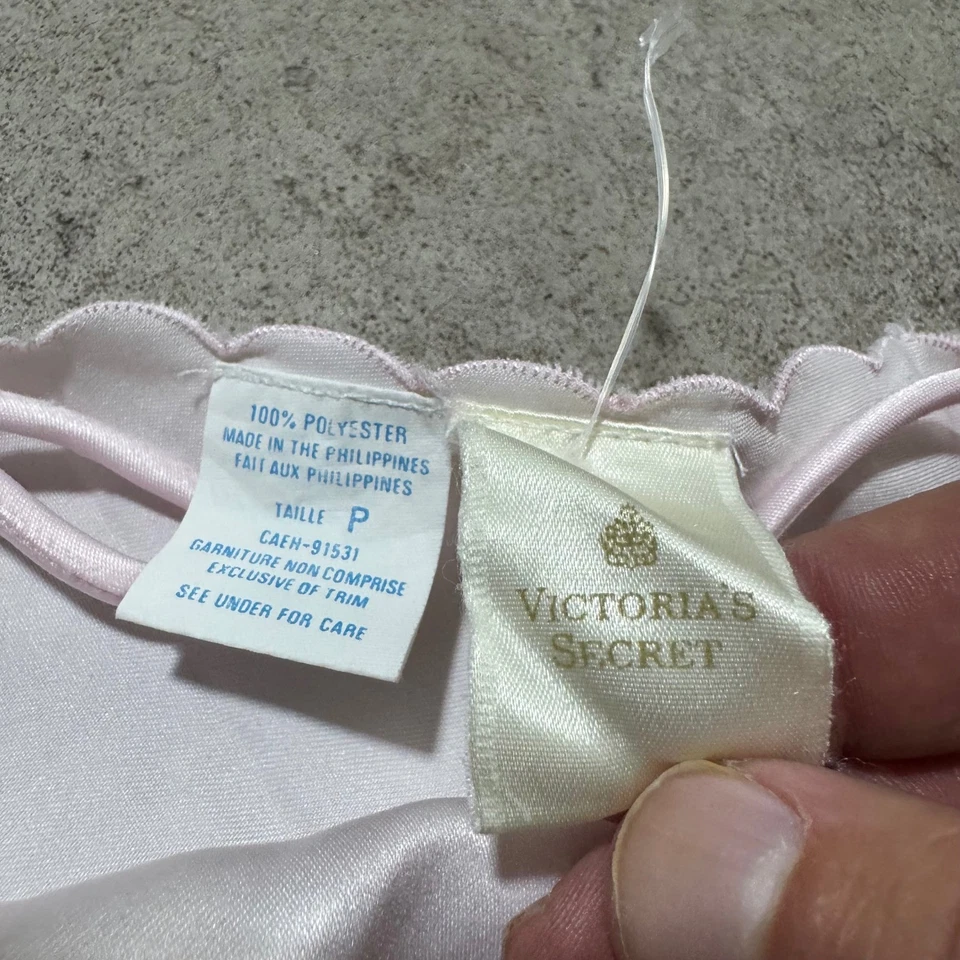 100% POLYESTER
MADE IN THE PHILIPPINES
FAIT AUX PHILIPPINES
TAILLE P
CAEH-91531
GARNITURE NON COMPRISE
EXCLUSIVE OF TRIM
SEE UNDER FOR CARE
VICTORIA'S
SECRET